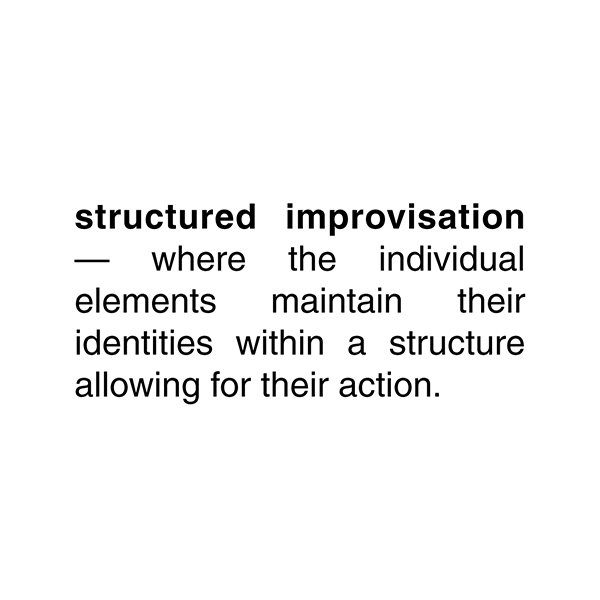 structured improvisation
— where the individual
elements maintain their
identities within a structure
allowing for their action.